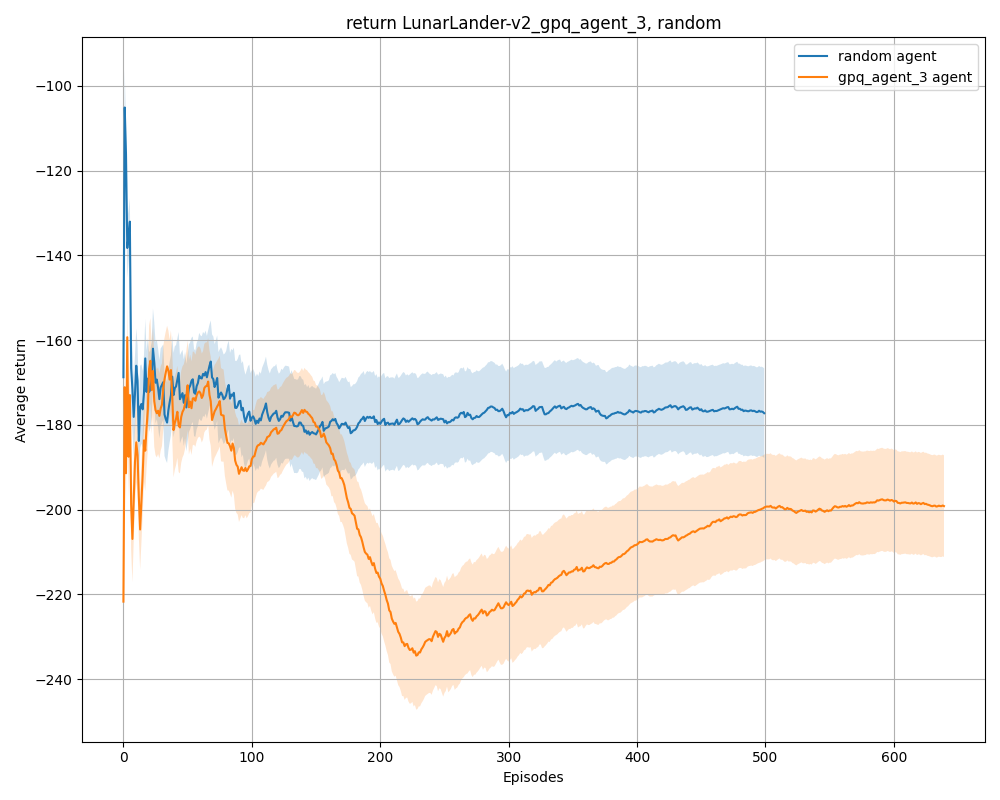 return LunarLander-v2_gpq_agent_3, random
random agent
gpq_agent_3 agent
Average return
−100
−120
−140
−160
−180
−200
−220
−240
0 100 200 300 400 500 600
Episodes